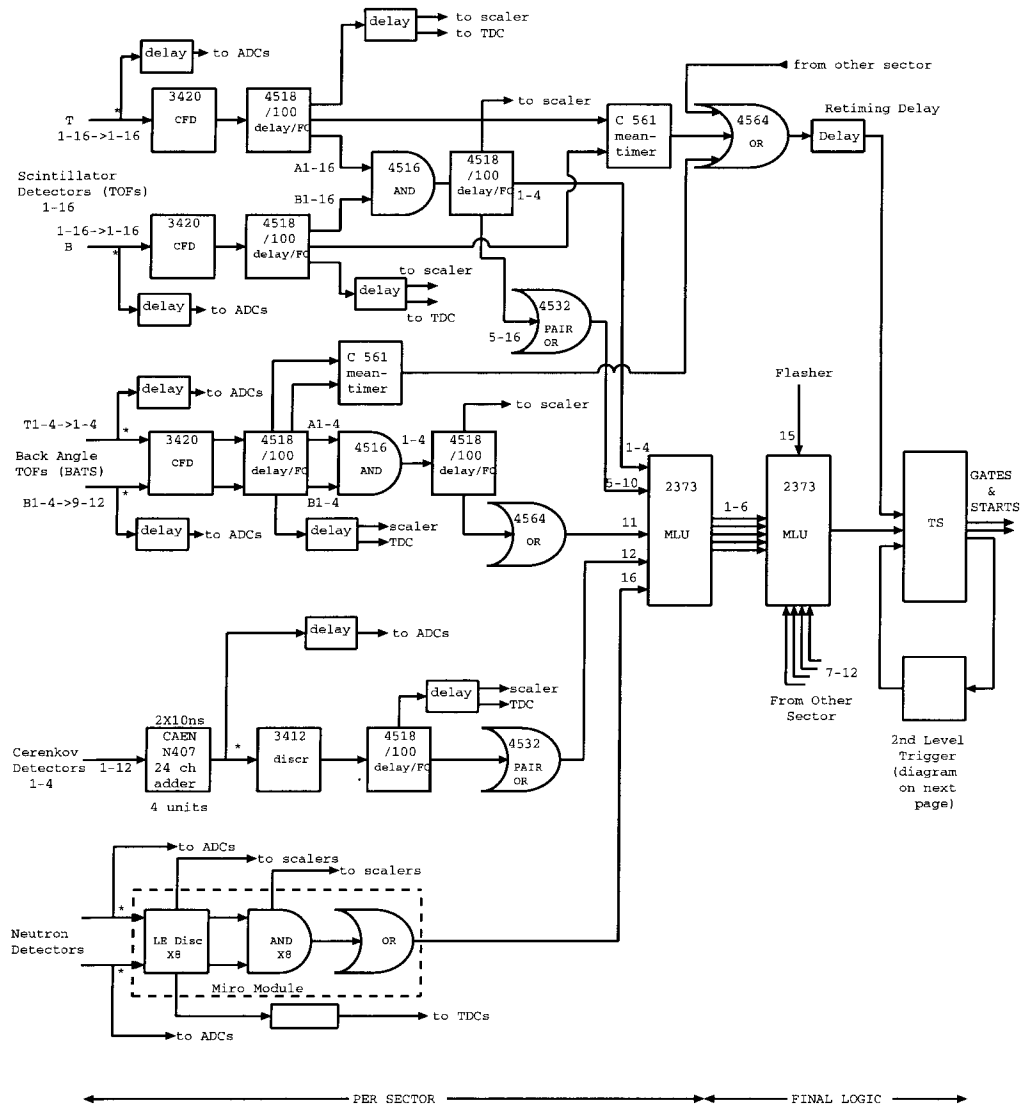 delay
to scaler
to TDC
delay
to ADCs
from other sector
*
T
1-16->1-16
3420
CFD
4518
/100
delay/FO
to scaler
C 561
mean-
timer
4564
OR
Retiming Delay
Delay
A1-16
4516
AND
4518
/100
delay/FO
1-4
Scintillator
Detectors (TOFs)
1-16
B1-16
1-16->1-16
B
*
3420
CFD
4518
/100
delay/FO
to scaler
delay
to TDC
delay
to ADCs
4532
PAIR
OR
5-16
C 561
mean-
timer
Flasher
delay
to ADCs
to scaler
T1-4->1-4
*
3420
CFD
4518
/100
delay/FO
A1-4
4516
AND
1-4
4518
/100
delay/FO
15
Back Angle
TOFs (BATS)
B1-4->9-12
*
B1-4
1-4
5-10
2373
MLU
1-6
2373
MLU
TS
GATES
&
STARTS
delay
to ADCs
delay
scaler
TDC
4564
OR
11
12
16
delay
to ADCs
7-12
From Other
Sector
delay
scaler
TDC
2X10ns
CAEN
N407
24 ch
adder
4 units
Cerenkov
Detectors
1-4
1-12
*
3412
discr
4518
/100
delay/FO
4532
PAIR
OR
2nd Level
Trigger
(diagram
on next
page)
to ADCs
to scalers
to scalers
*
Neutron
Detectors
*
LE Disc
X8
AND
X8
OR
Miro Module
to TDCs
to ADCs
PER SECTOR
FINAL LOGIC